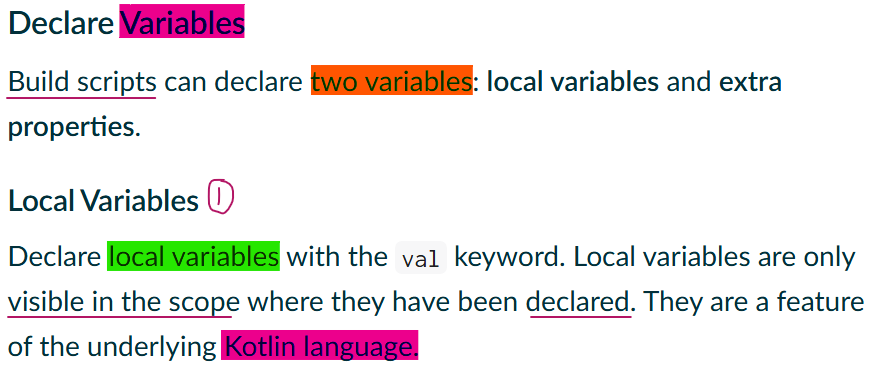 Declare Variables
Build scripts can declare two variables: local variables and extra
properties.
Local Variables 1
Declare local variables with the val keyword. Local variables are only
visible in the scope where they have been declared. They are a feature
of the underlying Kotlin language.